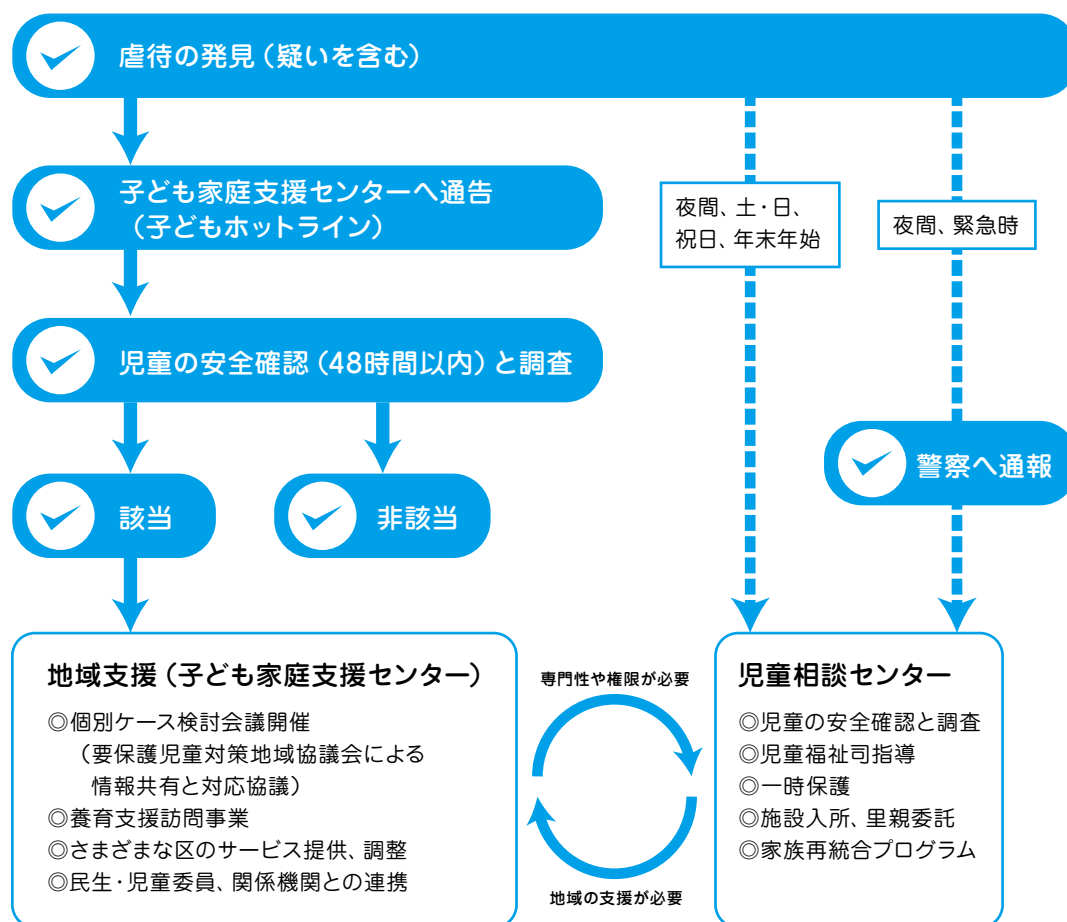 虐待の発見（疑いを含む）
子ども家庭支援センターへ通告
（子どもホットライン）
夜間、土・日、
祝日、年末年始
夜間、緊急時
児童の安全確認（48時間以内）と調査
警察へ通報
該当
非該当
地域支援（子ども家庭支援センター）
◎個別ケース検討会議開催
（要保護児童対策地域協議会による
情報共有と対応協議）
◎養育支援訪問事業
◎さまざまな区のサービス提供、調整
◎民生・児童委員、関係機関との連携
専門性や権限が必要
地域の支援が必要
児童相談センター
◎児童の安全確認と調査
◎児童福祉司指導
◎一時保護
◎施設入所、里親委託
◎家族再統合プログラム